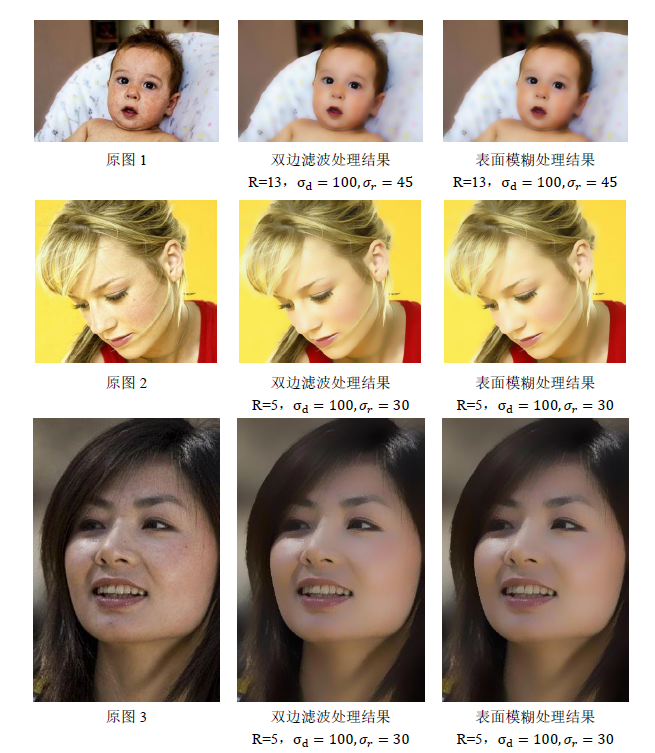 原图 1
双边滤波处理结果
表面模糊处理结果
R=13，σd = 100,σr = 45
R=13，σd = 100,σr = 45
原图 2
双边滤波处理结果
表面模糊处理结果
R=5，σd = 100,σr = 30
R=5，σd = 100,σr = 30
原图 3
双边滤波处理结果
表面模糊处理结果
R=5，σd = 100,σr = 30
R=5，σd = 100,σr = 30